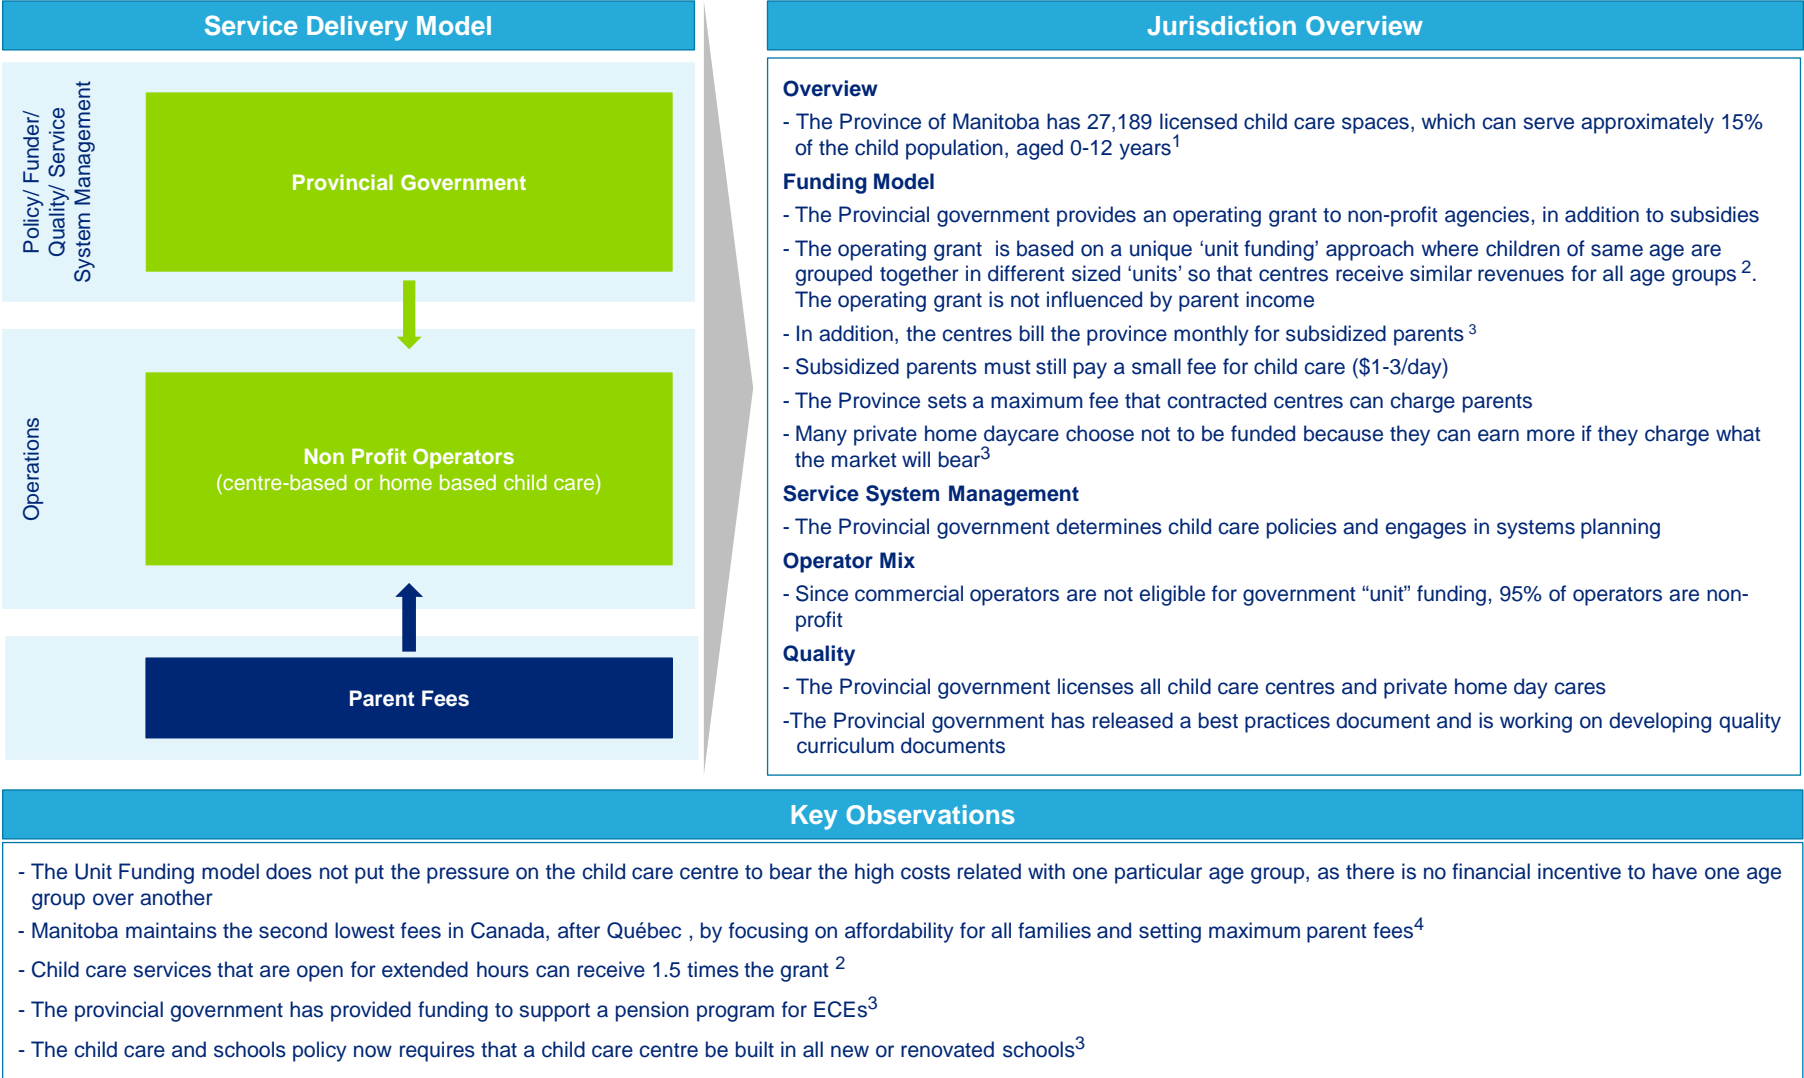 Service Delivery Model
Policy/ Funder/
Quality/ Service
System Management
Provincial Government
Operations
Non Profit Operators
(centre-based or home based child care)
Parent Fees
Jurisdiction Overview
Overview
- The Province of Manitoba has 27,189 licensed child care spaces, which can serve approximately 15%
of the child population, aged 0-12 years1
Funding Model
- The Provincial government provides an operating grant to non-profit agencies, in addition to subsidies
- The operating grant is based on a unique ‘unit funding’ approach where children of same age are
grouped together in different sized ‘units’ so that centres receive similar revenues for all age groups 2.
The operating grant is not influenced by parent income
- In addition, the centres bill the province monthly for subsidized parents 3
- Subsidized parents must still pay a small fee for child care ($1-3/day)
- The Province sets a maximum fee that contracted centres can charge parents
- Many private home daycare choose not to be funded because they can earn more if they charge what
the market will bear3
Service System Management
- The Provincial government determines child care policies and engages in systems planning
Operator Mix
- Since commercial operators are not eligible for government “unit” funding, 95% of operators are non-
profit
Quality
- The Provincial government licenses all child care centres and private home day cares
-The Provincial government has released a best practices document and is working on developing quality
curriculum documents
Key Observations
- The Unit Funding model does not put the pressure on the child care centre to bear the high costs related with one particular age group, as there is no financial incentive to have one age
group over another
- Manitoba maintains the second lowest fees in Canada, after Québec , by focusing on affordability for all families and setting maximum parent fees4
- Child care services that are open for extended hours can receive 1.5 times the grant 2
- The provincial government has provided funding to support a pension program for ECEs3
- The child care and schools policy now requires that a child care centre be built in all new or renovated schools3